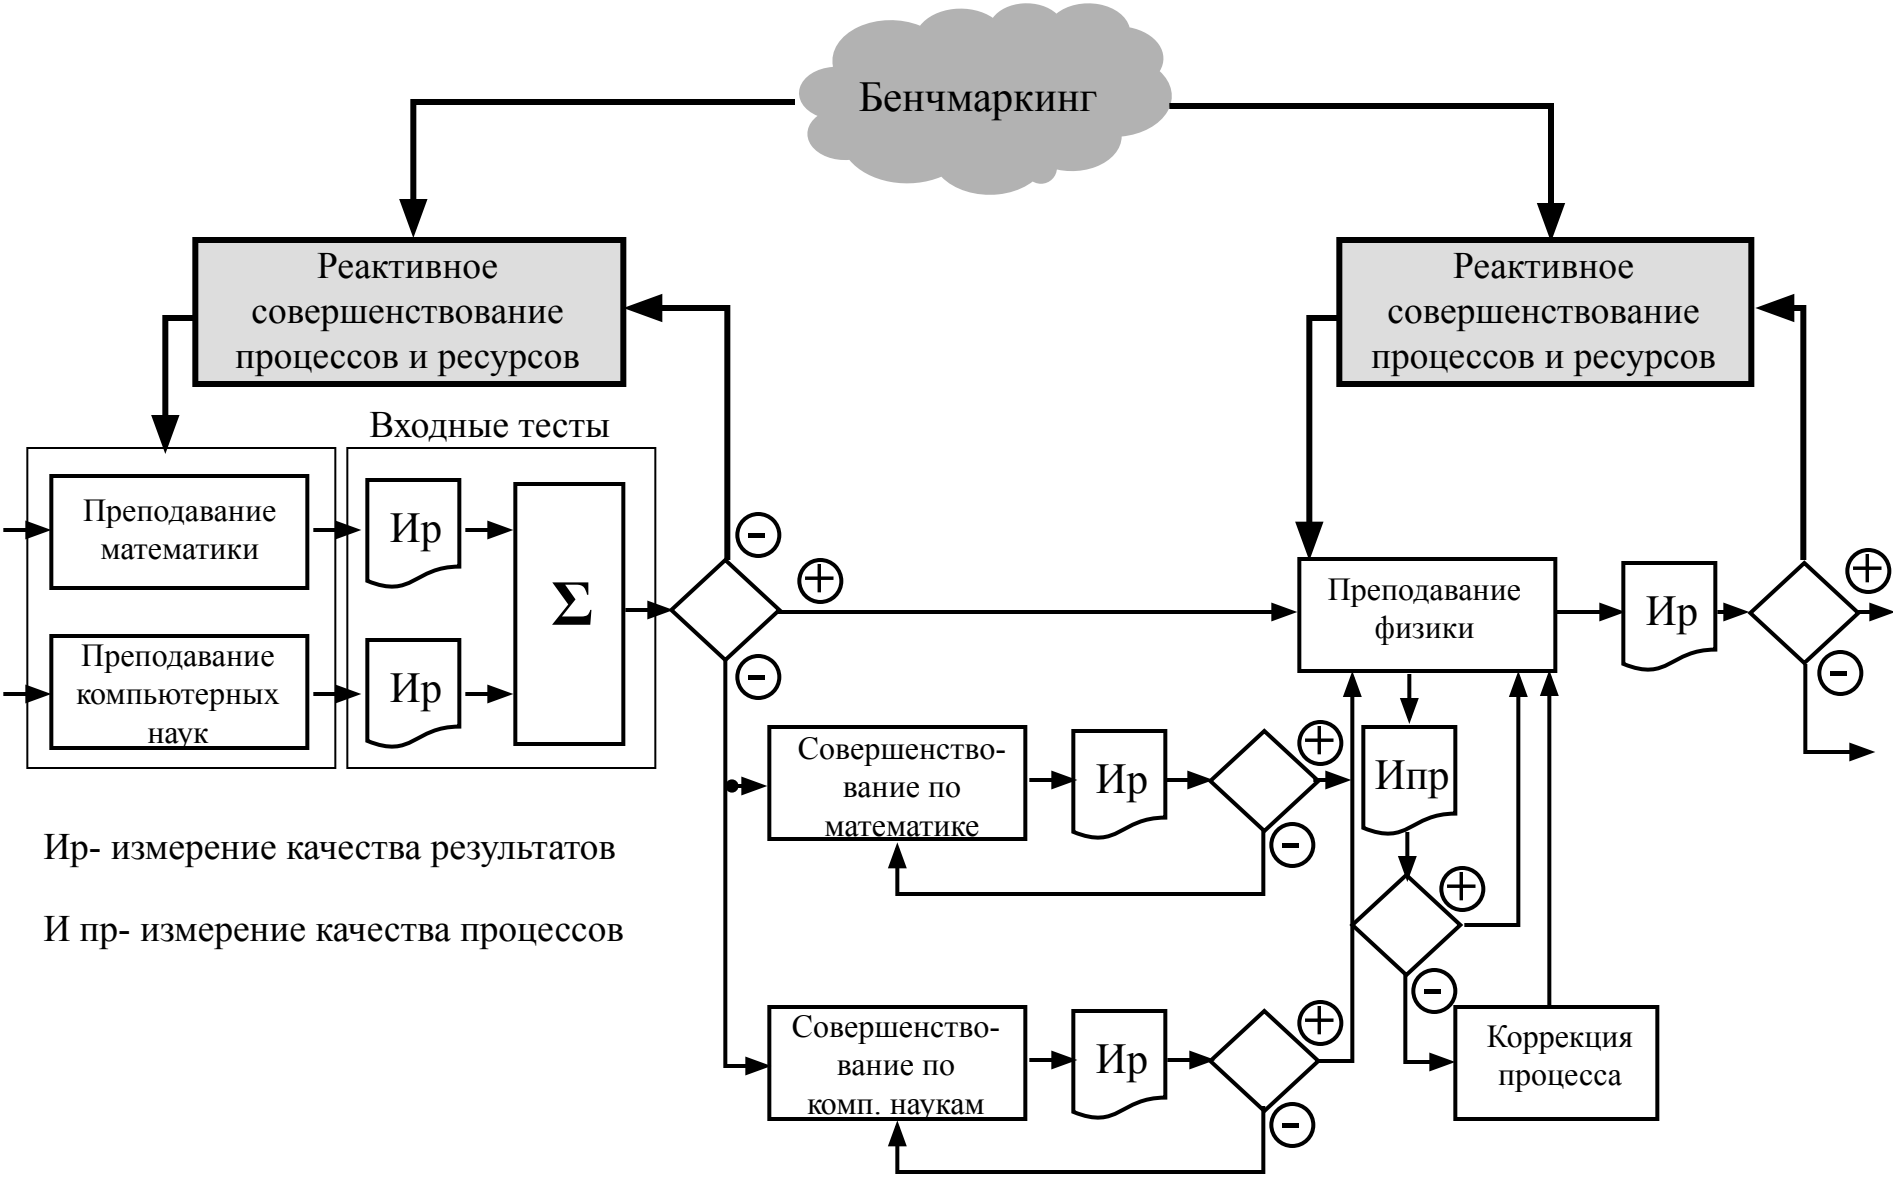 Бенчмаркинг
Реактивное
совершенствование
процессов и ресурсов
Реактивное
совершенствование
процессов и ресурсов
Входные тесты
Преподавание
математики
Ир
Σ
Преподавание
компьютерных
наук
Ир
-
+
-
Преподавание
физики
Ир
+
-
Совершенство-
вание по
математике
Ир
+
-
Ипр
+
-
Ир- измерение качества результатов
И пр- измерение качества процессов
Совершенство-
вание по
комп. наукам
Ир
+
-
Коррекция
процесса